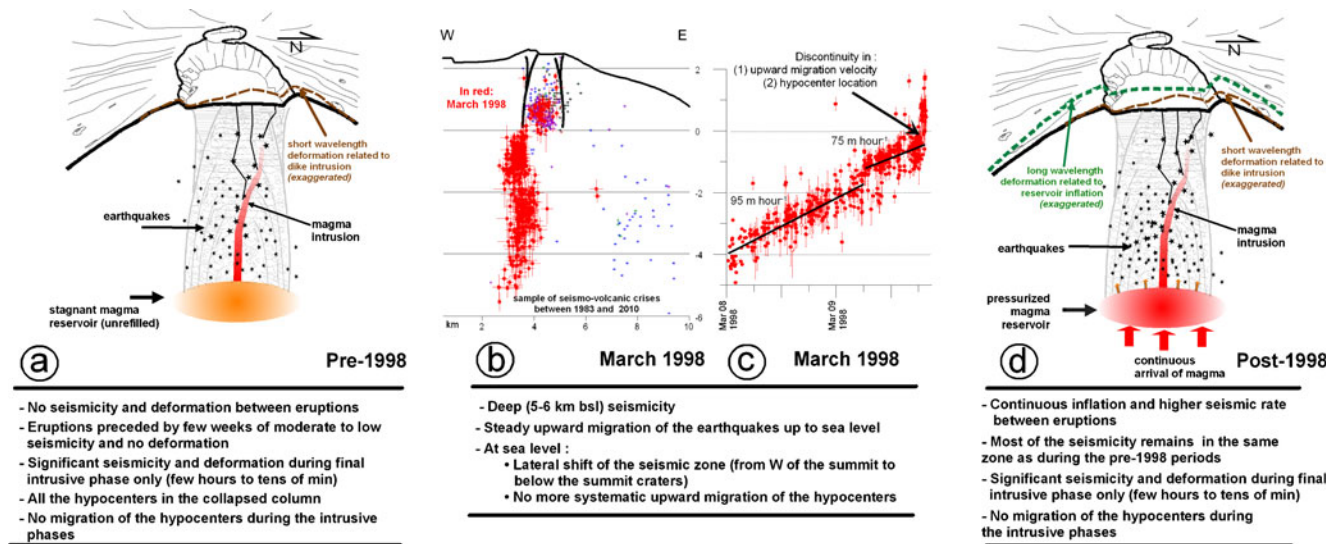 N
short wavelength
deformation related to
dike intrusion
(exaggerated)
earthquakes
magma
intrusion
stagnant magma
reservoir (unrefilled)
a
Pre-1998
- No seismicity and deformation between eruptions
- Eruptions preceded by few weeks of moderate to low
seismicity and no deformation
- Significant seismicity and deformation during final
intrusive phase only (few hours to tens of min)
- All the hypocenters in the collapsed column
- No migration of the hypocenters during the intrusive
phases
W
E
In red:
March 1998
2
0
-2
-4
-6
sample of seismo-volcanic crises
between 1983 and 2010
km
2
4
6
8
10
b
March 1998
Discontinuity in :
(1) upward migration velocity
(2) hypocenter location
75 m hour
95 m hour
Mar 08
1998
Mar 09
1998
c
March 1998
- Deep (5-6 km bsl) seismicity
- Steady upward migration of the earthquakes up to sea level
- At sea level :
• Lateral shift of the seismic zone (from W of the summit to
below the summit craters)
• No more systematic upward migration of the hypocenters
N
long wavelength
deformation related to
reservoir inflation
(exaggerated)
short wavelength
deformation related to
dike intrusion
(exaggerated)
earthquakes
magma
intrusion
pressurized
magma
reservoir
continuous
arrival of magma
d
Post-1998
- Continuous inflation and higher seismic rate
between eruptions
- Most of the seismicity remains in the same
zone as during the pre-1998 periods
- Significant seismicity and deformation during final
intrusive phase only (few hours to tens of min)
- No migration of the hypocenters during
the intrusive phases